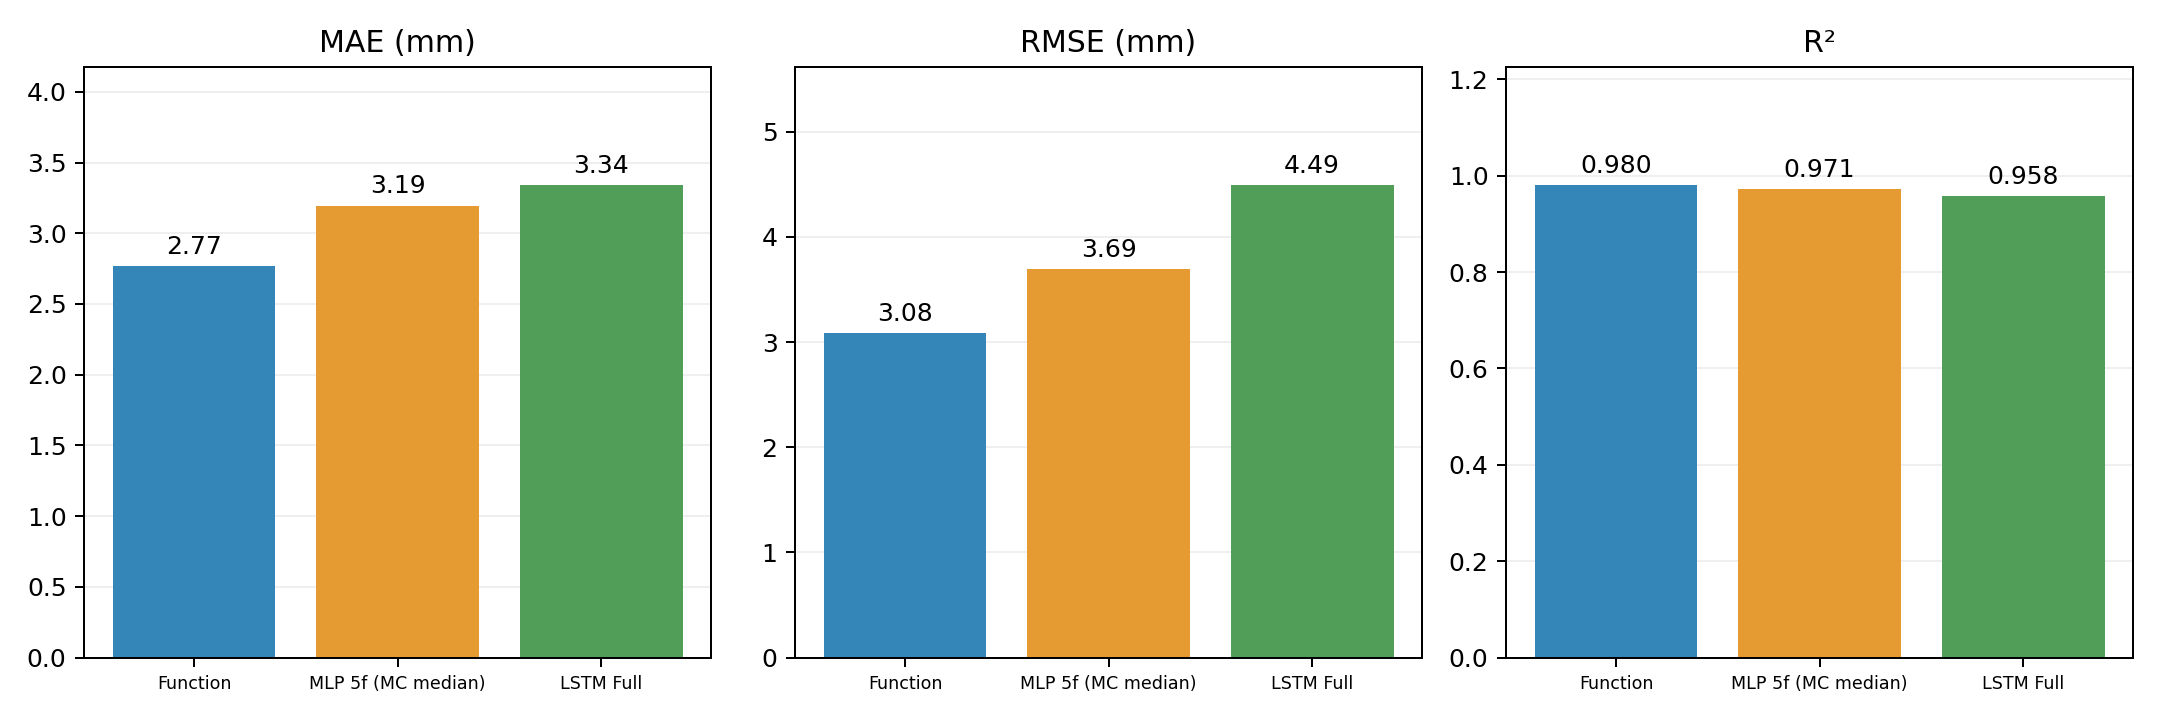 MAE (mm)
4.0
3.5
3.0
2.5
2.0
1.5
1.0
0.5
0.0
2.77
3.19
3.34
Function
MLP 5f (MC median)
LSTM Full
RMSE (mm)
5
4
3
2
1
0
3.08
3.69
4.49
Function
MLP 5f (MC median)
LSTM Full
R²
1.2
1.0
0.8
0.6
0.4
0.2
0.0
0.980
0.971
0.958
Function
MLP 5f (MC median)
LSTM Full